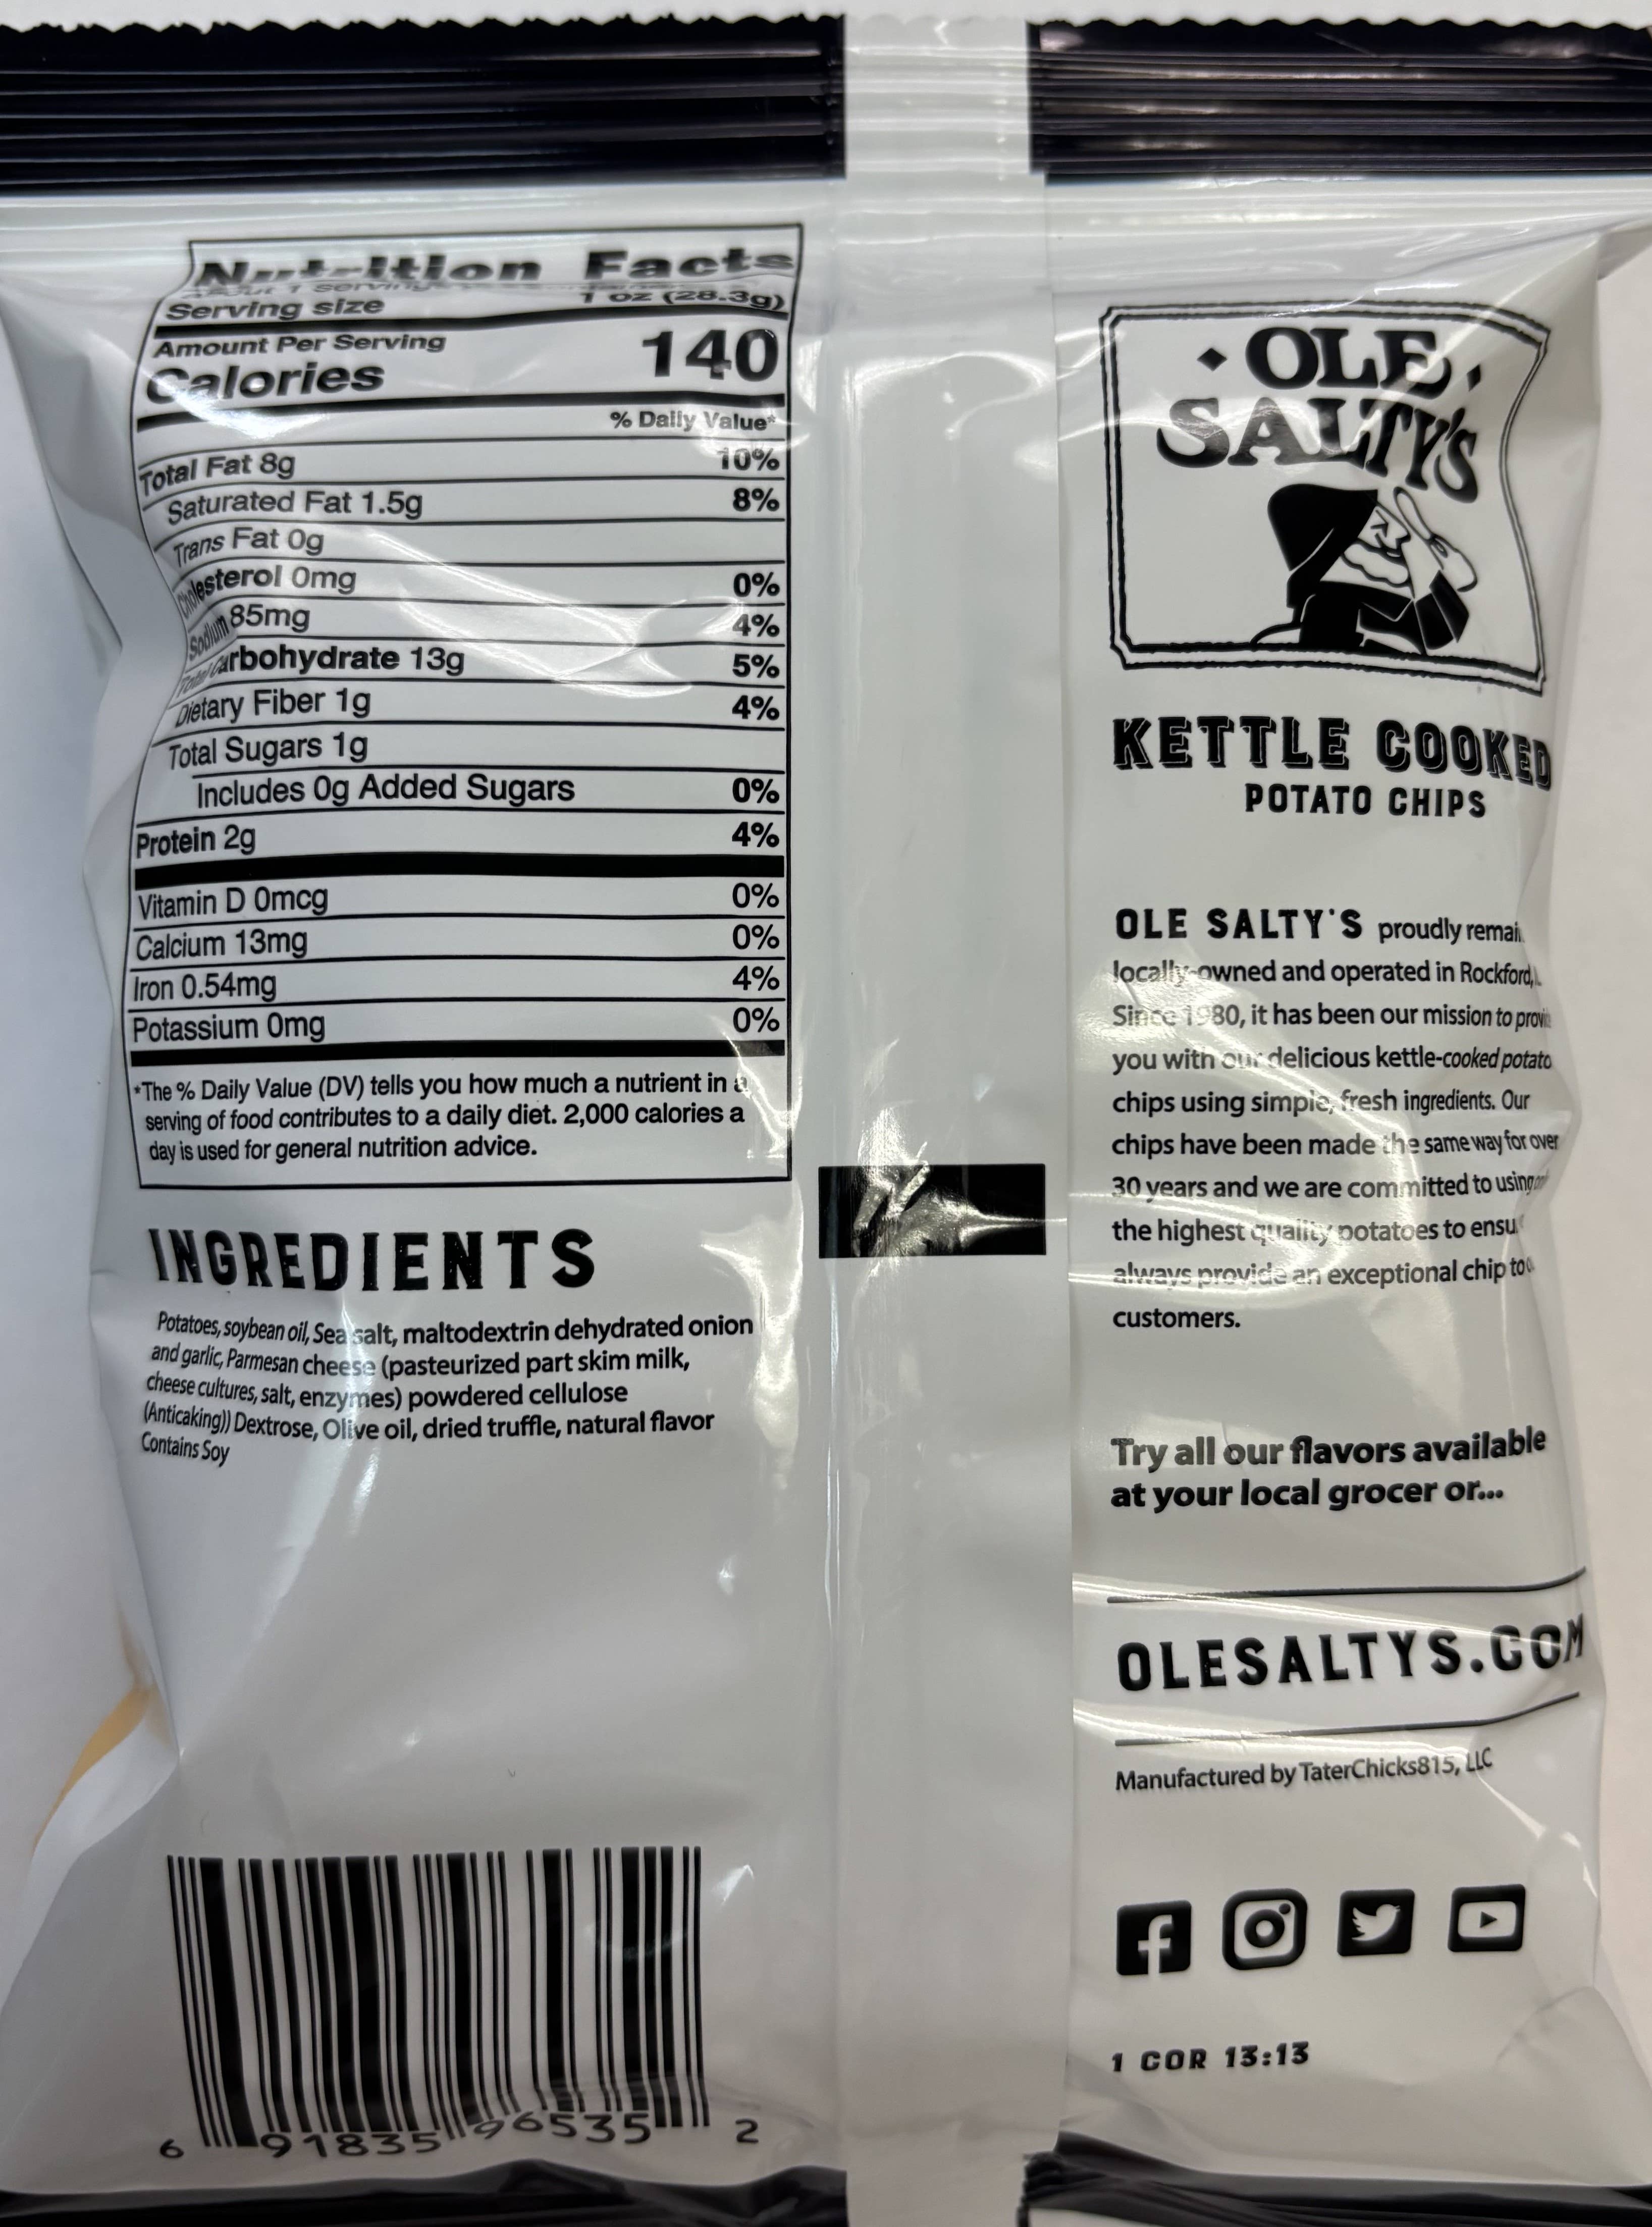 Nutrition Facts
About 1 serving
Serving size 1 oz (28.3g)
Amount Per Serving
Calories 140
% Daily Value*
Total Fat 8g 10%
Saturated Fat 1.5g 8%
Trans Fat 0g
Cholesterol 0mg 0%
Sodium 85mg 4%
Total Carbohydrate 13g 5%
Dietary Fiber 1g 4%
Total Sugars 1g
Includes 0g Added Sugars 0%
Protein 2g 4%
Vitamin D 0mcg 0%
Calcium 13mg 0%
Iron 0.54mg 4%
Potassium 0mg 0%
*The % Daily Value (DV) tells you how much a nutrient in a
serving of food contributes to a daily diet. 2,000 calories a
day is used for general nutrition advice.
INGREDIENTS
Potatoes, soybean oil, Sea salt, maltodextrin dehydrated onion
and garlic, Parmesan cheese (pasteurized part skim milk,
cheese cultures, salt, enzymes) powdered cellulose
(Anticaking)) Dextrose, Olive oil, dried truffle, natural flavor
Contains Soy
6 91835 96535 2
OLE
SALTY'S
KETTLE COOKED
POTATO CHIPS
OLE SALTY'S proudly
locally-owned and operated in Rockford,
Since 1980, it has been our mission to
you with our delicious kettle-cooked potato
chips using simple, fresh ingredients. Our
chips have been made the same way for over
30 years and we are committed to using
the highest quality potatoes to
always provide an exceptional chip to
customers.
Try all our flavors available
at your local grocer or...
OLESALTYS.COM
Manufactured by TaterChicks815, LLC
1 COR 13:13